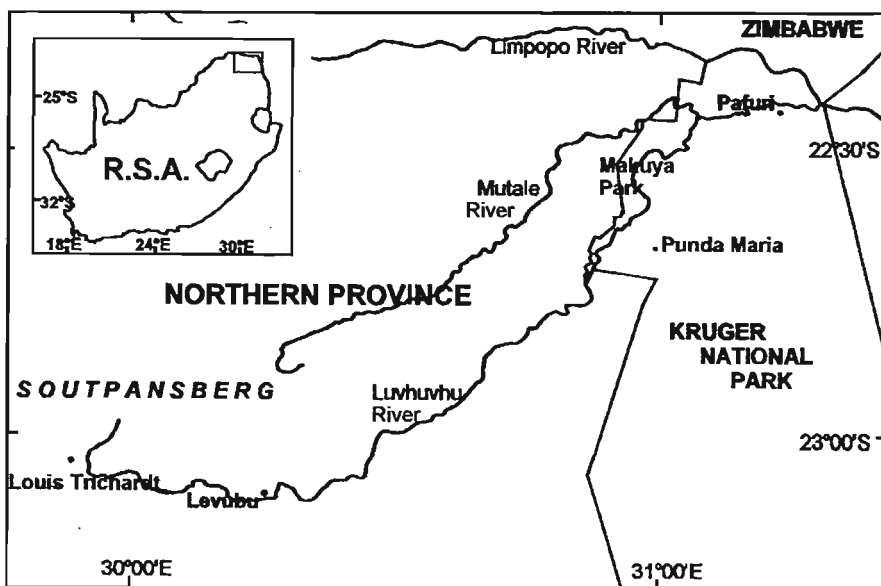 ZIMBABWE
Limpopo River
25°S
Pafuri
R.S.A.
22°30'S
Makuya
Park
Mutale
River
32°S
18°E
24°E
30°E
Punda Maria
NORTHERN PROVINCE
KRUGER
NATIONAL
PARK
SOUTPANSBERG
Luvhuvhu
River
23°00'S
Louis Trichardt
Levubu
30°00'E
31°00'E